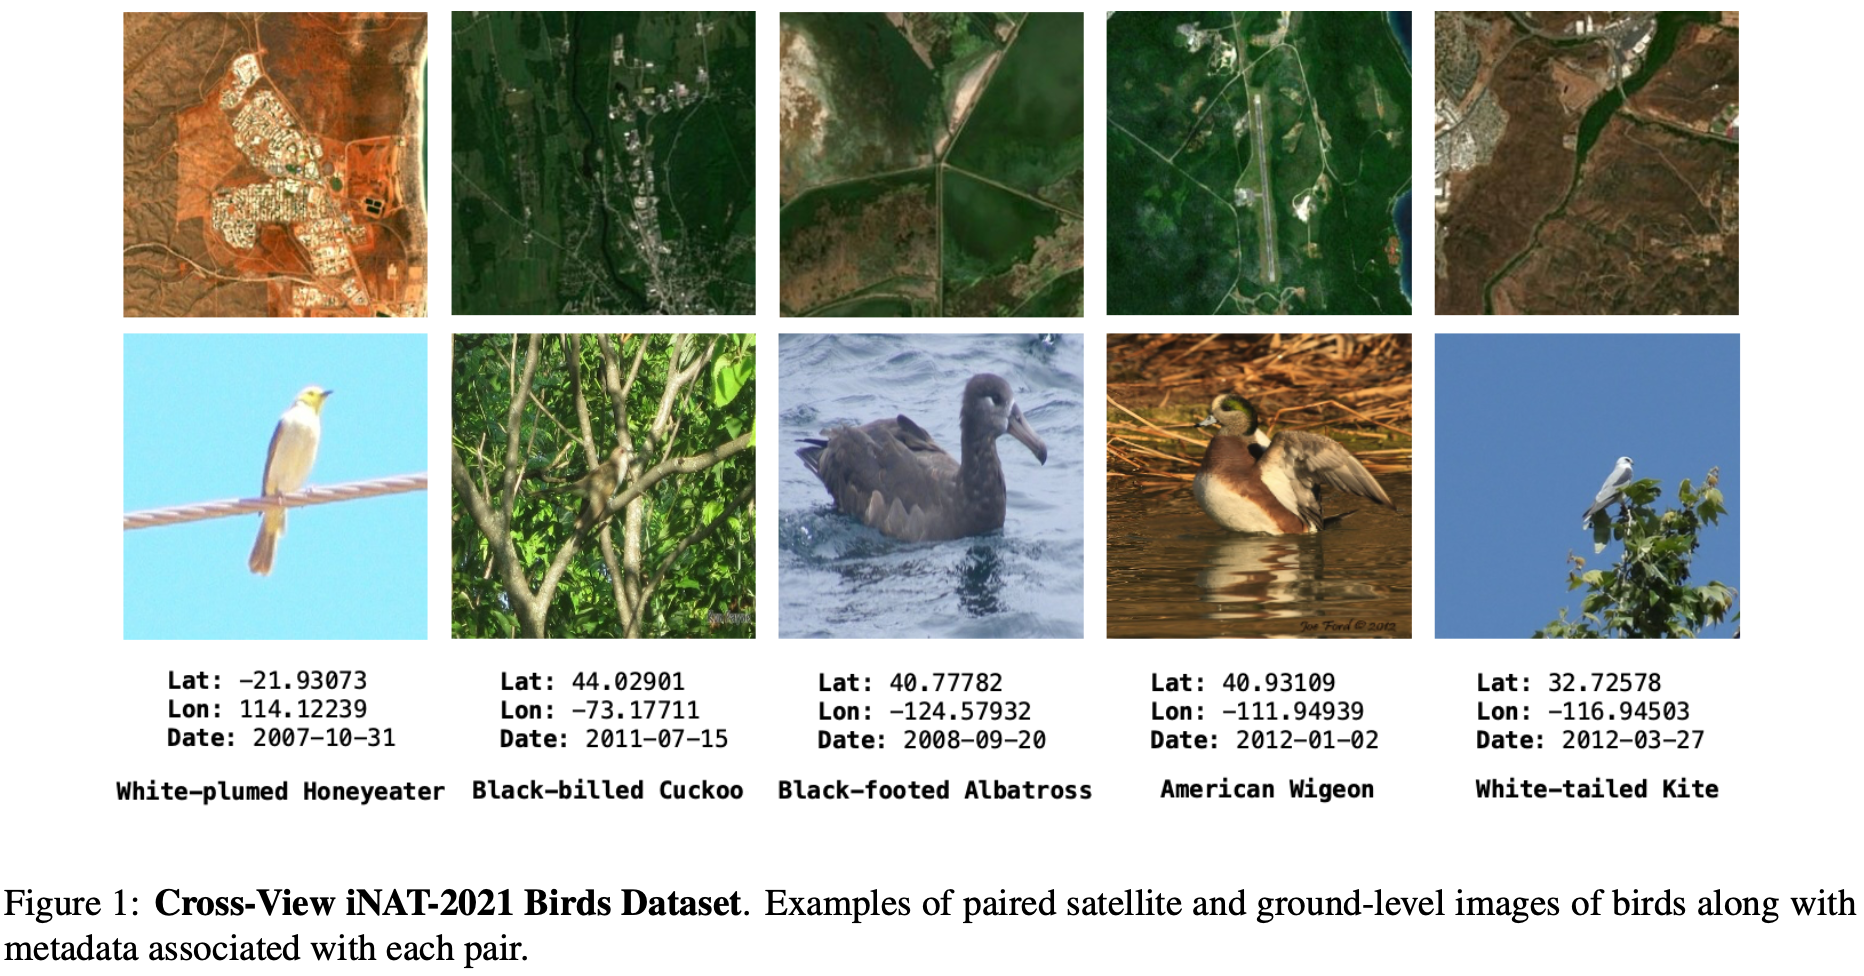 Joe Ford © 2012
Lat: -21.93073
Lon: 114.12239
Date: 2007-10-31
White-plumed Honeyeater
Lat: 44.02901
Lon: -73.17711
Date: 2011-07-15
Black-billed Cuckoo
Lat: 40.77782
Lon: -124.57932
Date: 2008-09-20
Black-footed Albatross
Lat: 40.93109
Lon: -111.94939
Date: 2012-01-02
American Wigeon
Lat: 32.72578
Lon: -116.94503
Date: 2012-03-27
White-tailed Kite
Figure 1: Cross-View iNAT-2021 Birds Dataset. Examples of paired satellite and ground-level images of birds along with
metadata associated with each pair.